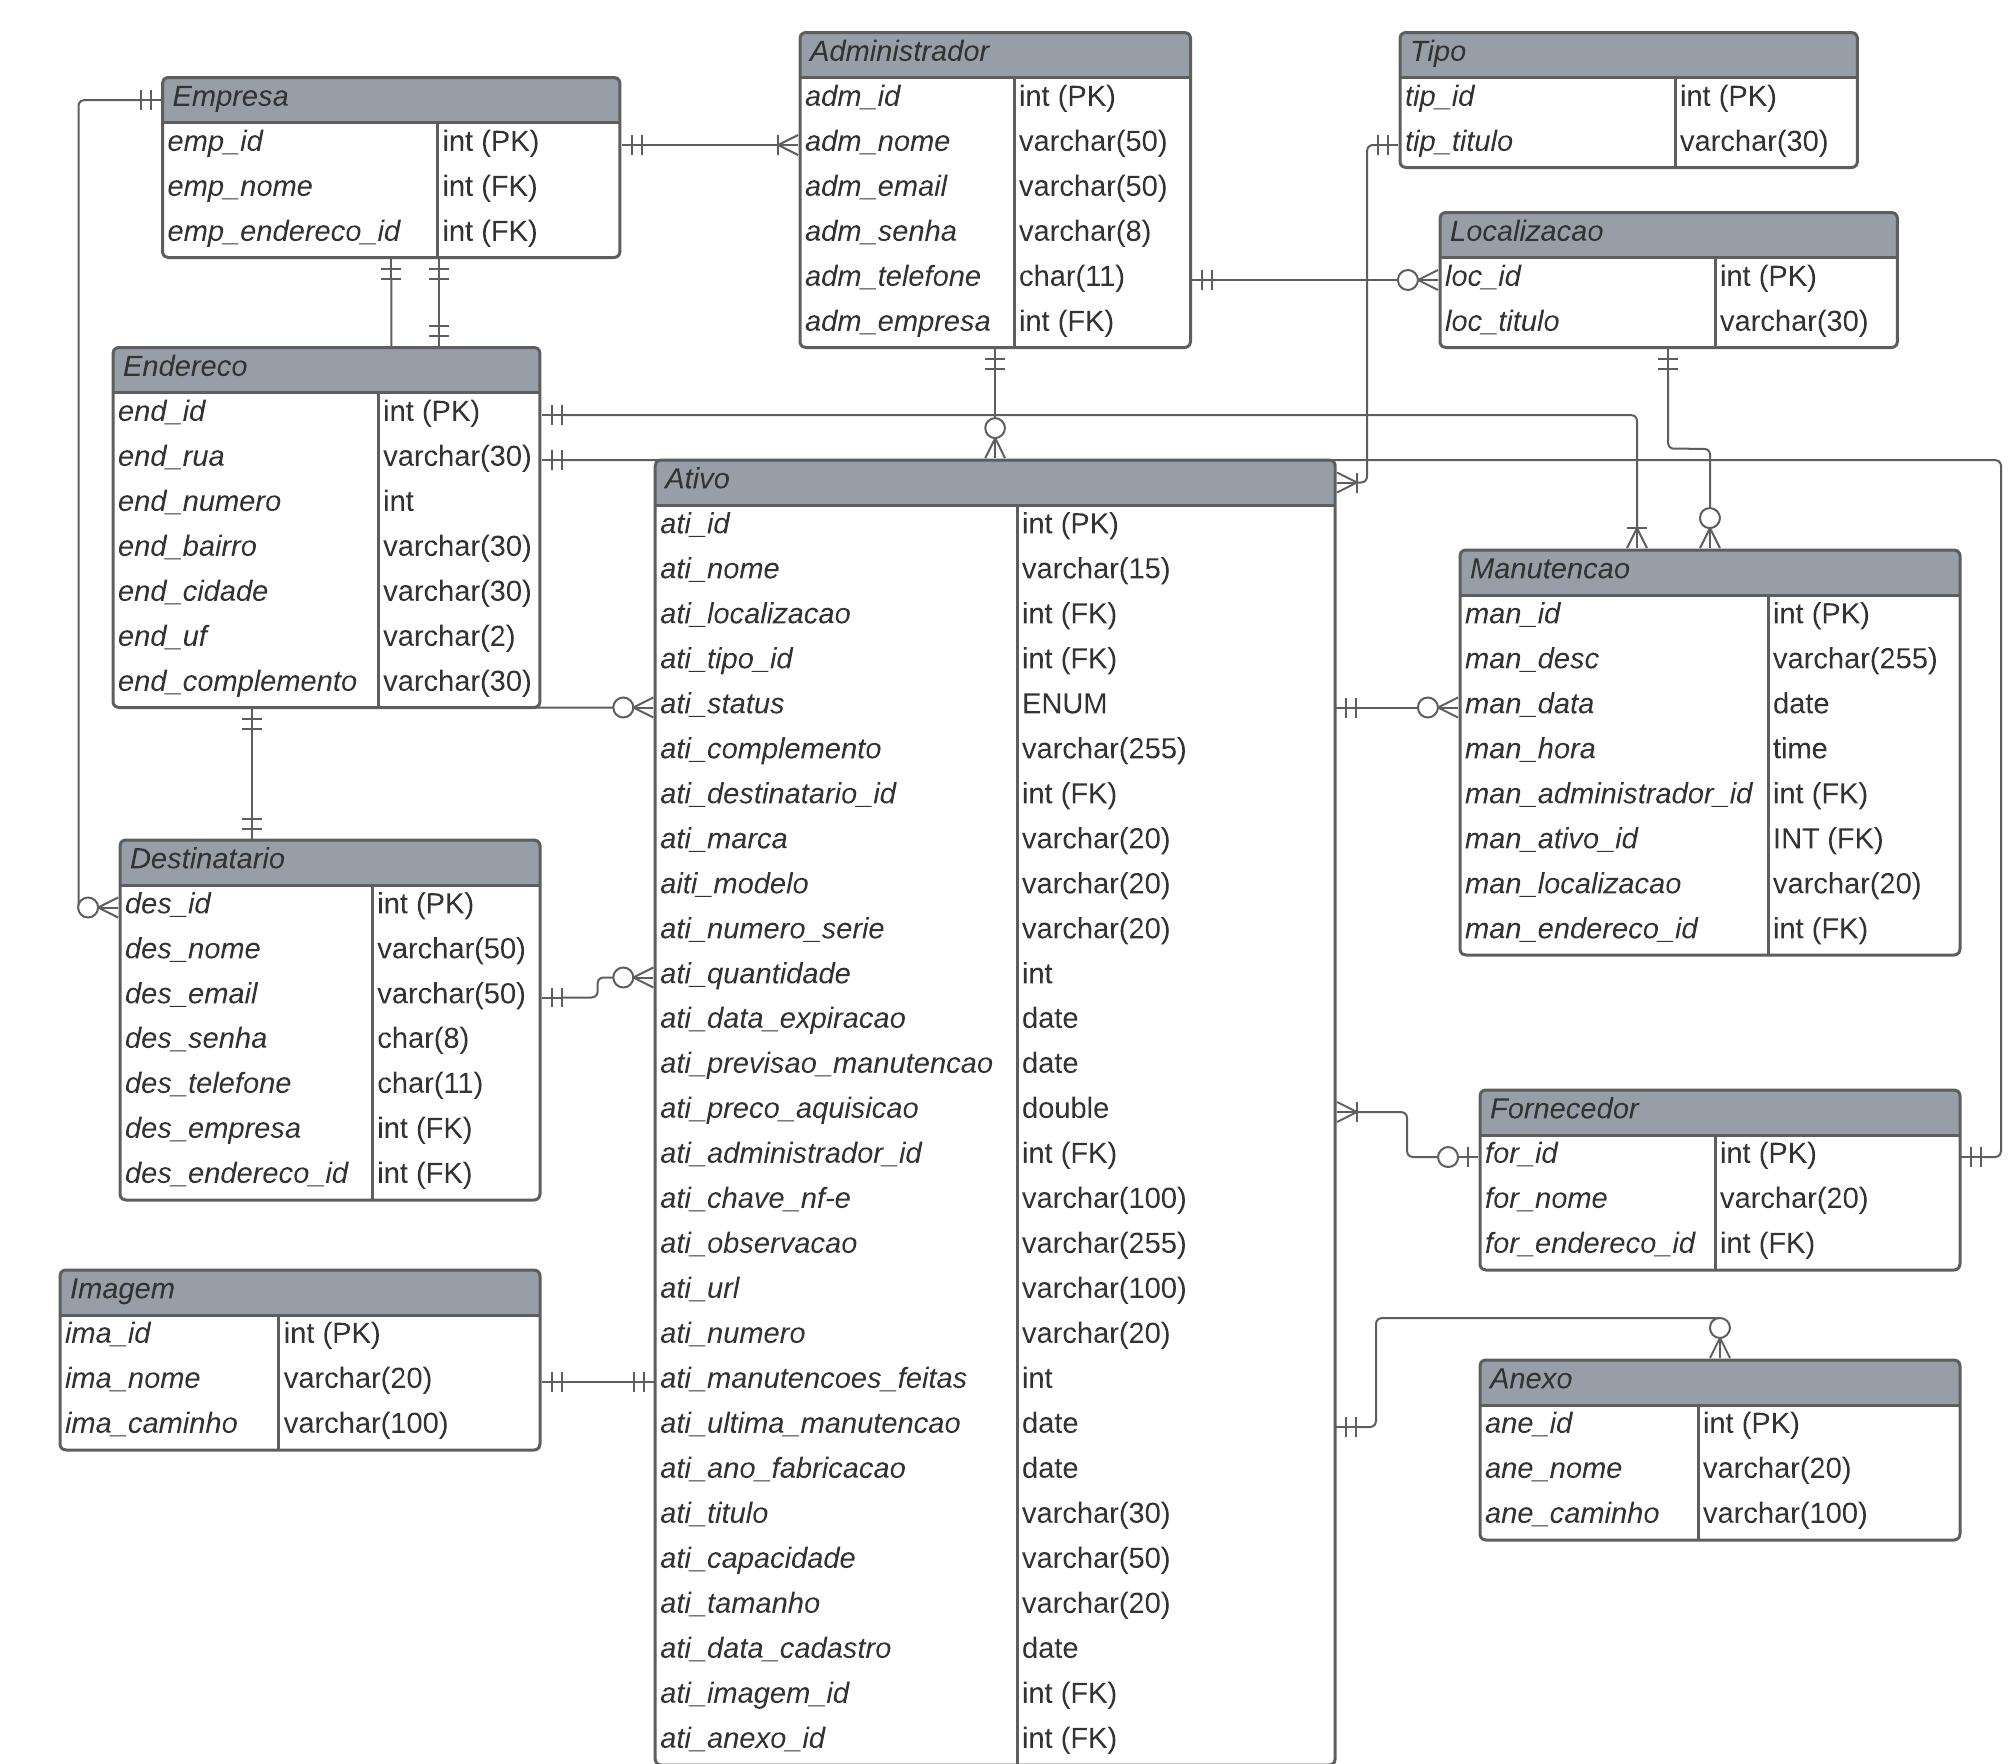 Empresa
emp_id int (PK)
emp_nome int (FK)
emp_endereco_id int (FK)
Administrador
adm_id int (PK)
adm_nome varchar(50)
adm_email varchar(50)
adm_senha varchar(8)
adm_telefone char(11)
adm_empresa int (FK)
Tipo
tip_id int (PK)
tip_titulo varchar(30)
Localizacao
loc_id int (PK)
loc_titulo varchar(30)
Endereco
end_id int (PK)
end_rua varchar(30)
end_numero int
end_bairro varchar(30)
end_cidade varchar(30)
end_uf varchar(2)
end_complemento varchar(30)
Ativo
ati_id int (PK)
ati_nome varchar(15)
ati_localizacao int (FK)
ati_tipo_id int (FK)
ati_status ENUM
ati_complemento varchar(255)
ati_destinatario_id int (FK)
ati_marca varchar(20)
aiti_modelo varchar(20)
ati_numero_serie varchar(20)
ati_quantidade int
ati_data_expiracao date
ati_previsao_manutencao date
ati_preco_aquisicao double
ati_administrador_id int (FK)
ati_chave_nf-e varchar(100)
ati_observacao varchar(255)
ati_url varchar(100)
ati_numero varchar(20)
ati_manutencoes_feitas int
ati_ultima_manutencao date
ati_ano_fabricacao date
ati_titulo varchar(30)
ati_capacidade varchar(50)
ati_tamanho varchar(20)
ati_data_cadastro date
ati_imagem_id int (FK)
ati_anexo_id int (FK)
Manutencao
man_id int (PK)
man_desc varchar(255)
man_data date
man_hora time
man_administrador_id int (FK)
man_ativo_id INT (FK)
man_localizacao varchar(20)
man_endereco_id int (FK)
Destinatario
des_id int (PK)
des_nome varchar(50)
des_email varchar(50)
des_senha char(8)
des_telefone char(11)
des_empresa int (FK)
des_endereco_id int (FK)
Fornecedor
for_id int (PK)
for_nome varchar(20)
for_endereco_id int (FK)
Imagem
ima_id int (PK)
ima_nome varchar(20)
ima_caminho varchar(100)
Anexo
ane_id int (PK)
ane_nome varchar(20)
ane_caminho varchar(100)